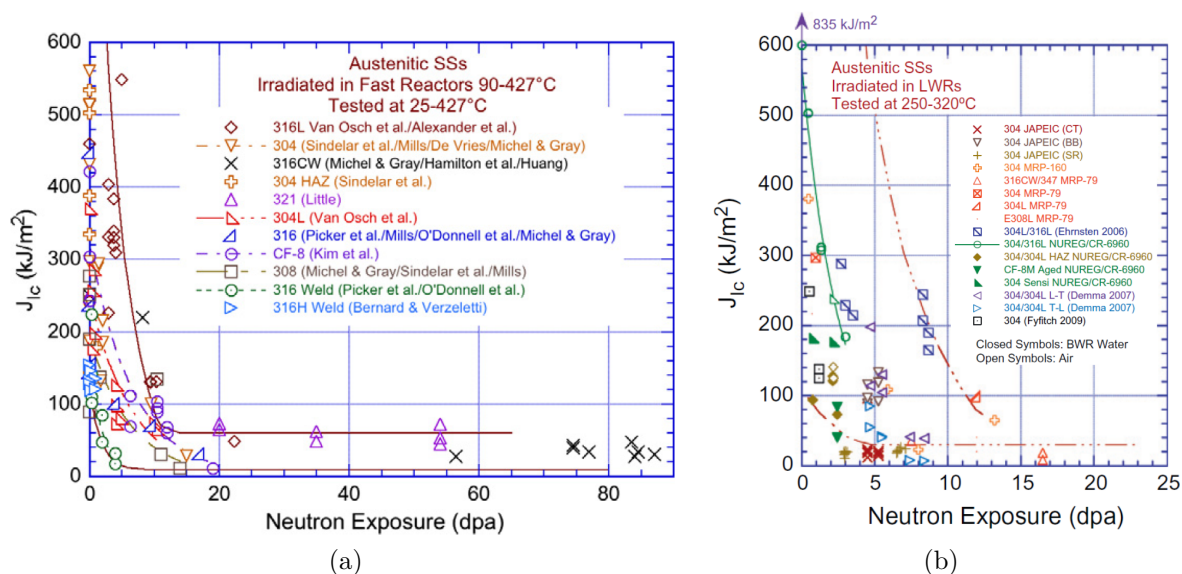 Austenitic SSs
Irradiated in Fast Reactors 90-427°C
Tested at 25-427°C
316L Van Osch et al./Alexander et al.)
304 (Sindelar et al./Mills/De Vries/Michel & Gray)
316CW (Michel & Gray/Hamilton et al./Huang)
304 HAZ (Sindelar et al.)
321 (Little)
304L (Van Osch et al.)
316 (Picker et al./Mills/O'Donnell et al./Michel & Gray)
CF-8 (Kim et al.)
308 (Michel & Gray/Sindelar et al./Mills)
316 Weld (Picker et al./O'Donnell et al.)
316H Weld (Bernard & Verzeletti)
600
500
400
300
200
100
0
J_Ic (kJ/m²)
0 20 40 60 80
Neutron Exposure (dpa)
(a)
835 kJ/m²
Austenitic SSs
Irradiated in LWRs
Tested at 250-320ºC
304 JAPEIC (CT)
304 JAPEIC (BB)
304 JAPEIC (SR)
304 MRP-160
316CW/347 MRP-79
304 MRP-79
304L MRP-79
E308L MRP-79
304L/316L (Ehrnsten 2006)
304/316L NUREG/CR-6960
304/304L HAZ NUREG/CR-6960
CF-8M Aged NUREG/CR-6960
304 Sensi NUREG/CR-6960
304/304L L-T (Demma 2007)
304/304L T-L (Demma 2007)
304 (Fyfitch 2009)
Closed Symbols: BWR Water
Open Symbols: Air
600
500
400
300
200
100
0
J_Ic (kJ/m²)
0 5 10 15 20 25
Neutron Exposure (dpa)
(b)